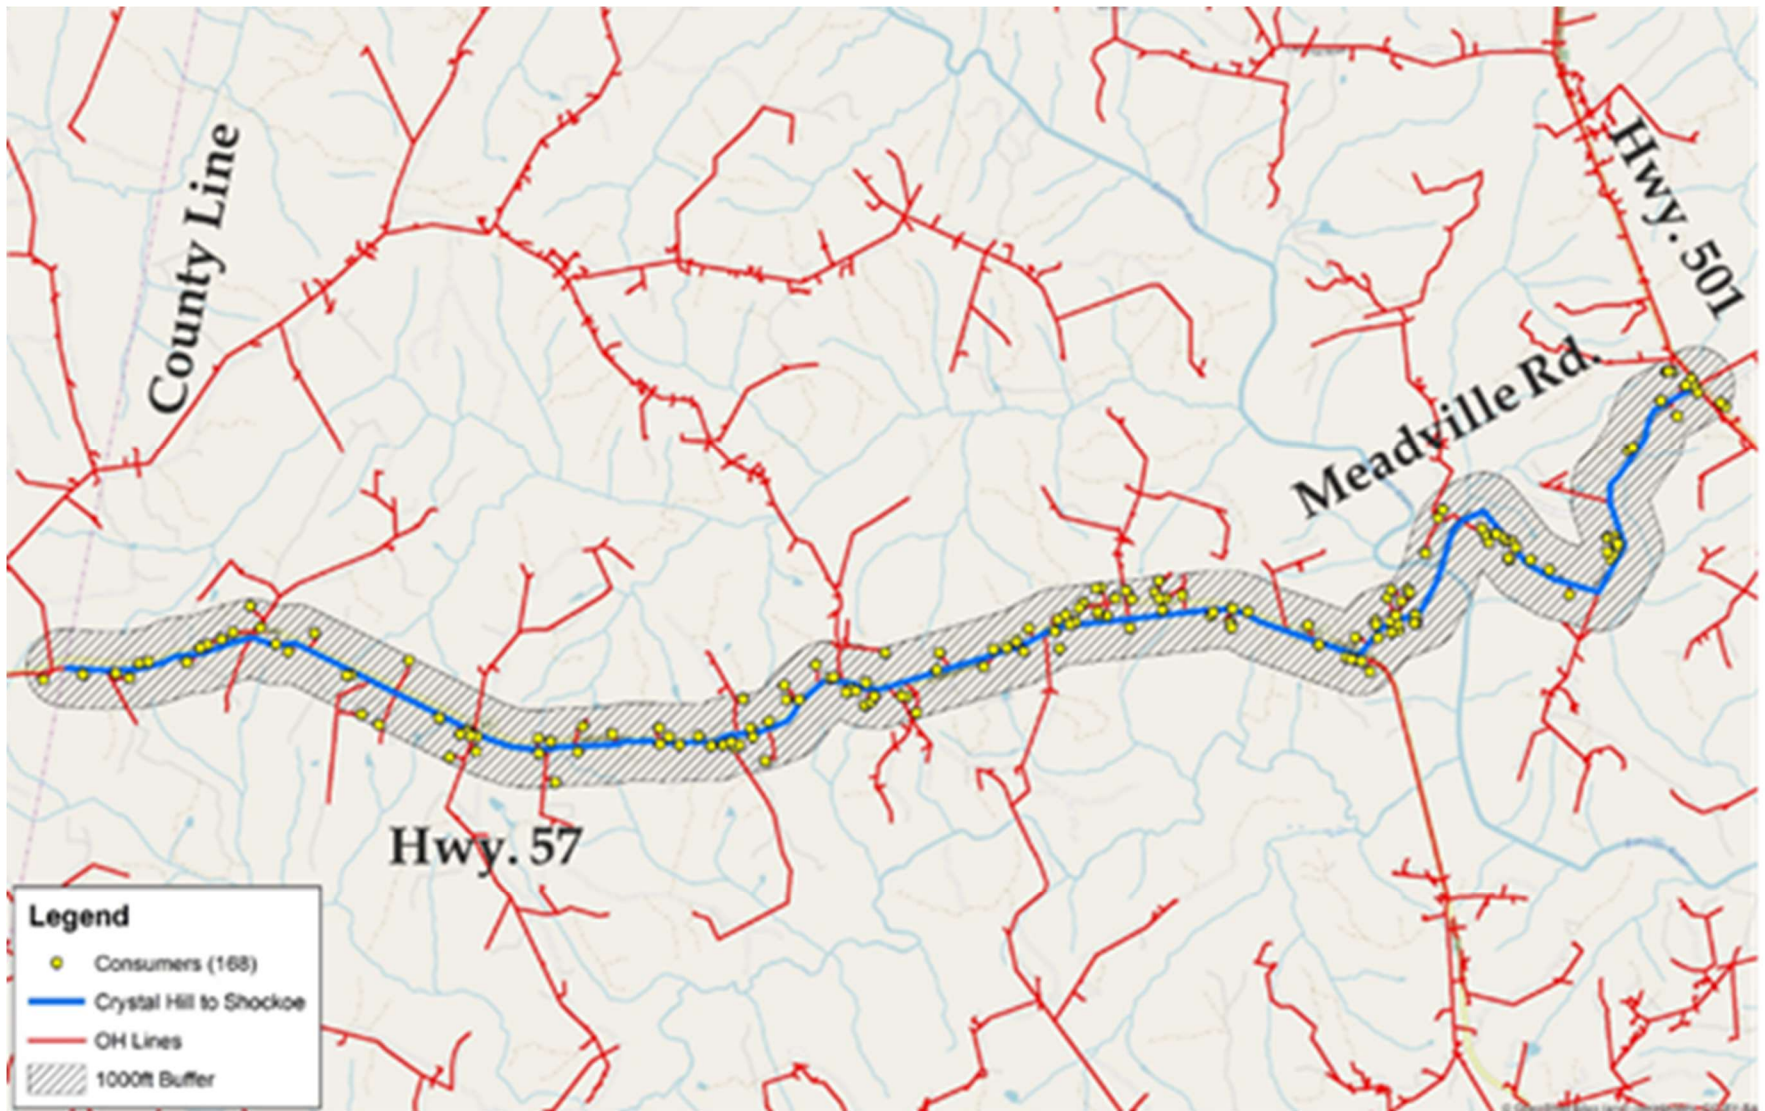 County Line
Hwy. 501
Meadville Rd.
Hwy. 57
Legend
Consumers (168)
Crystal Hill to Shockoe
OH Lines
1000ft Buffer